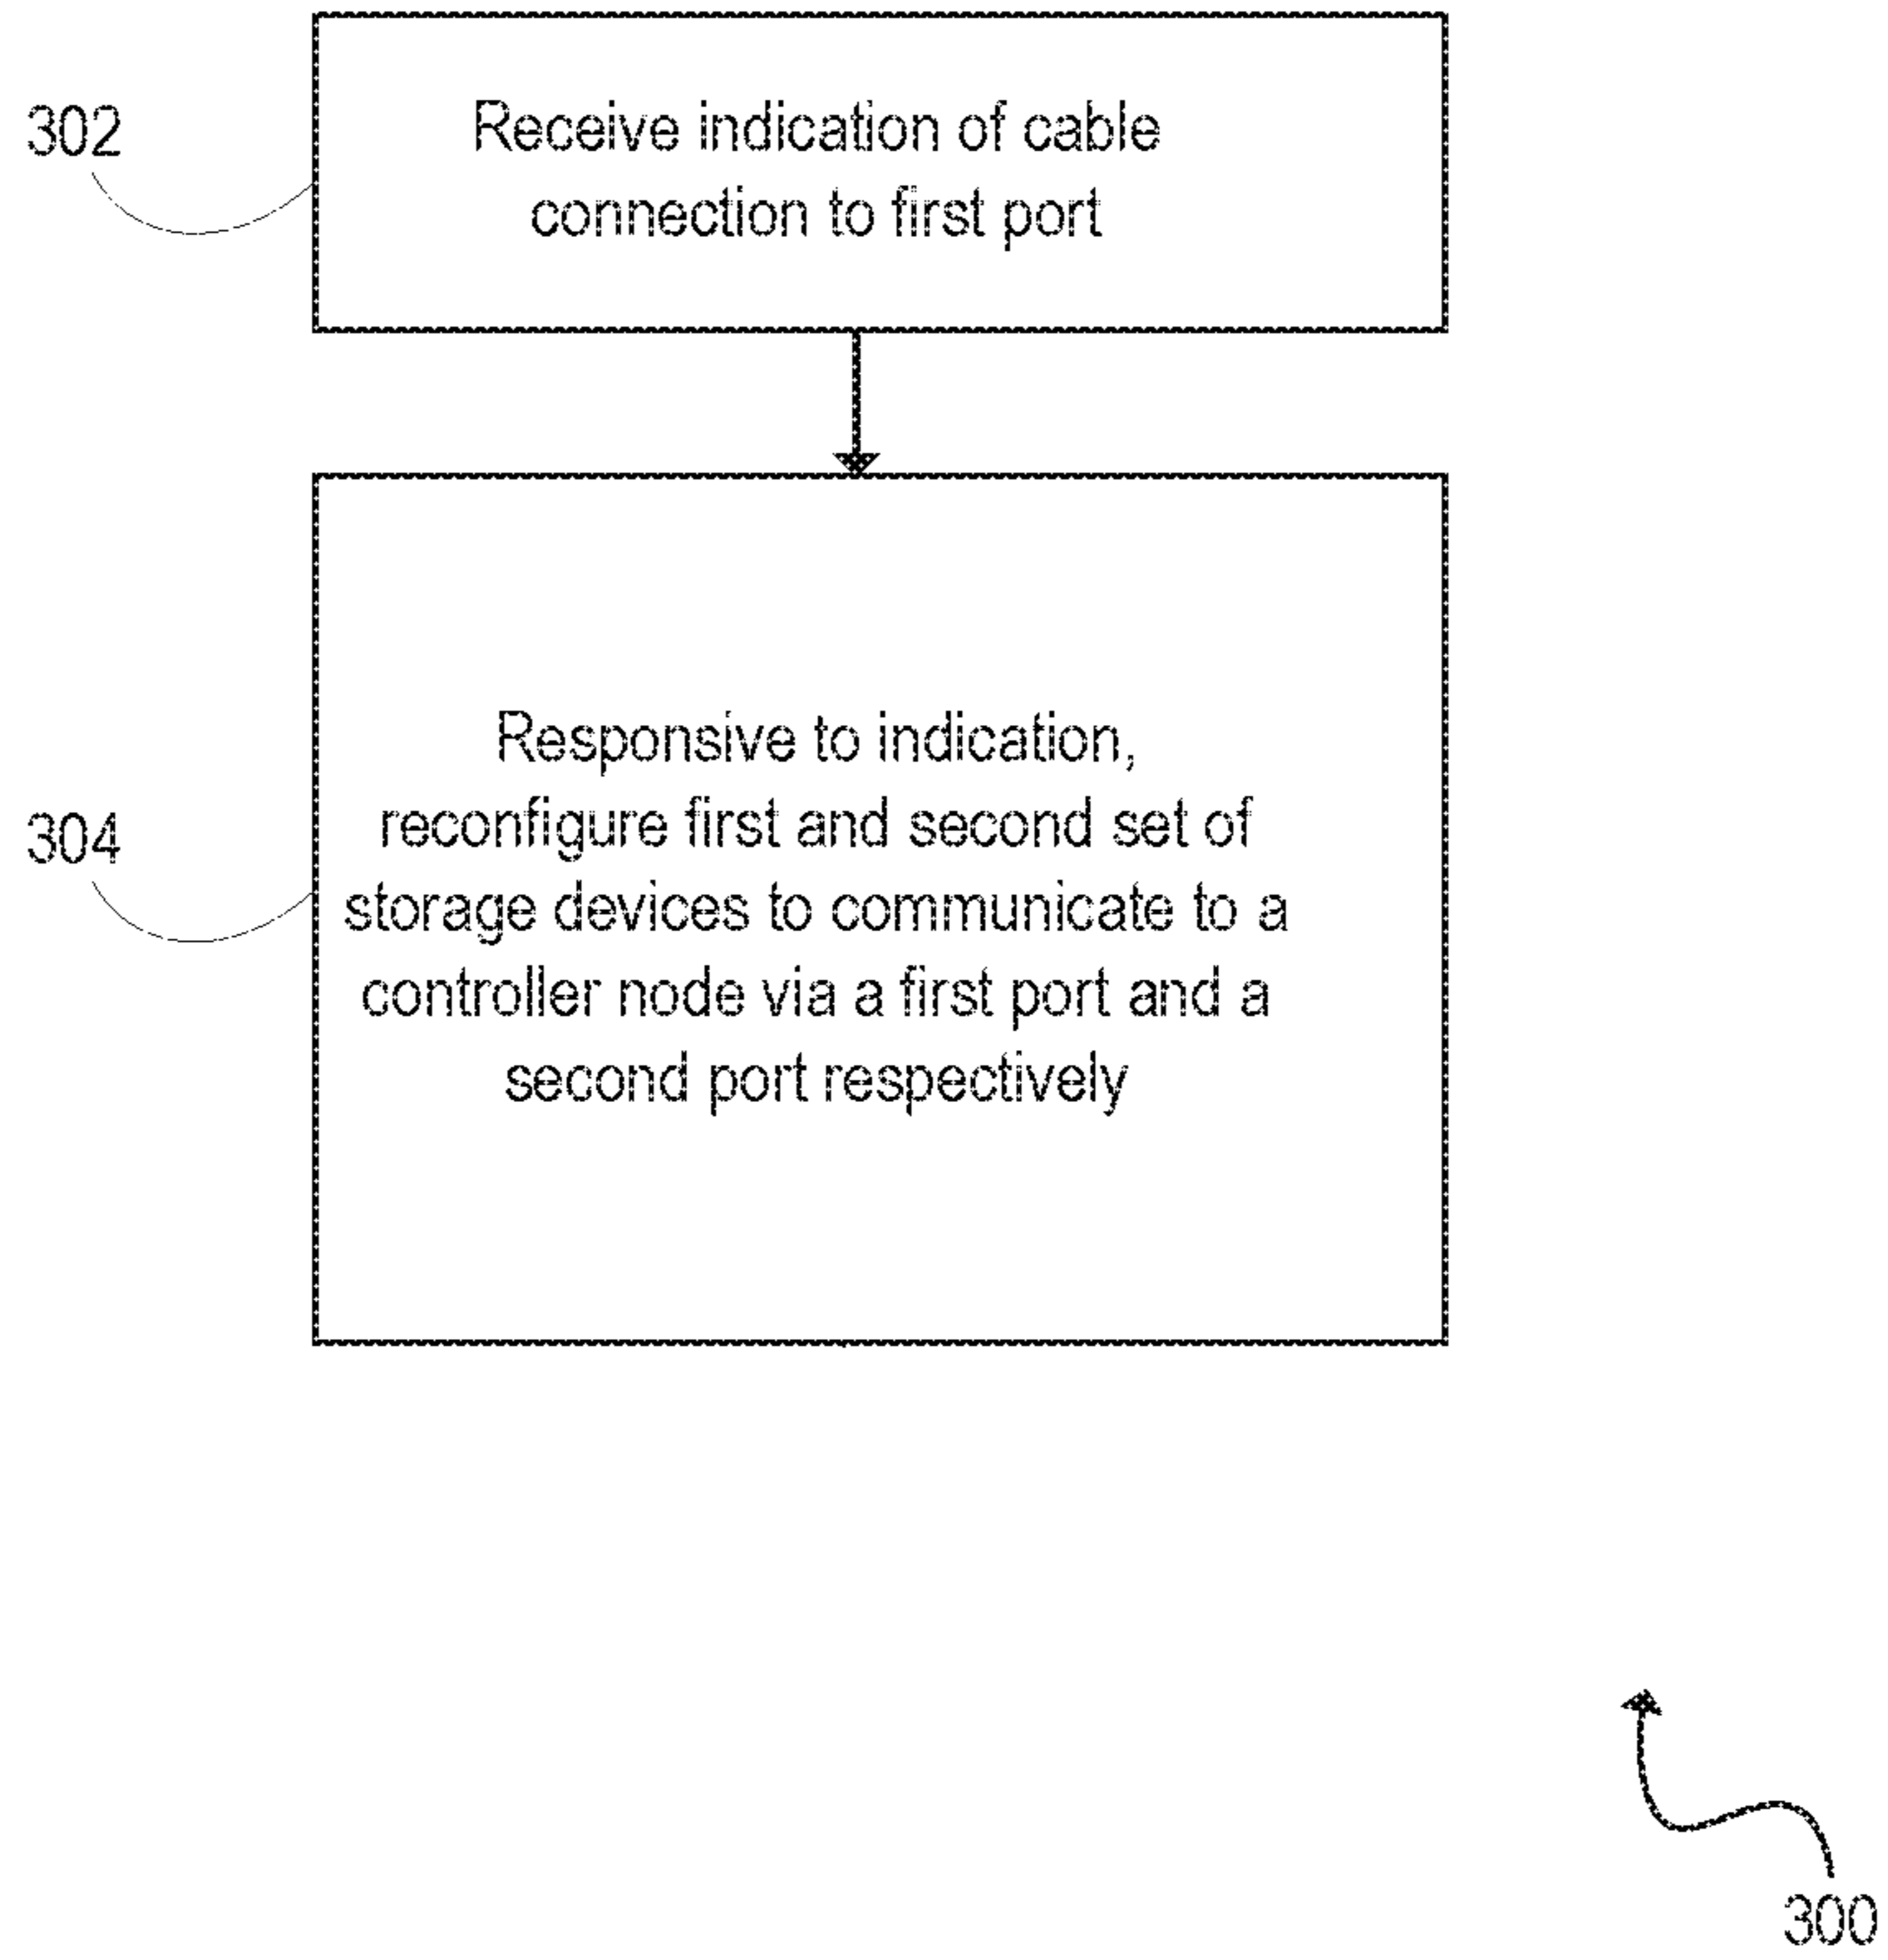 302
Receive indication of cable
connection to first port
304
Responsive to indication,
reconfigure first and second set of
storage devices to communicate to a
controller node via a first port and a
second port respectively
300